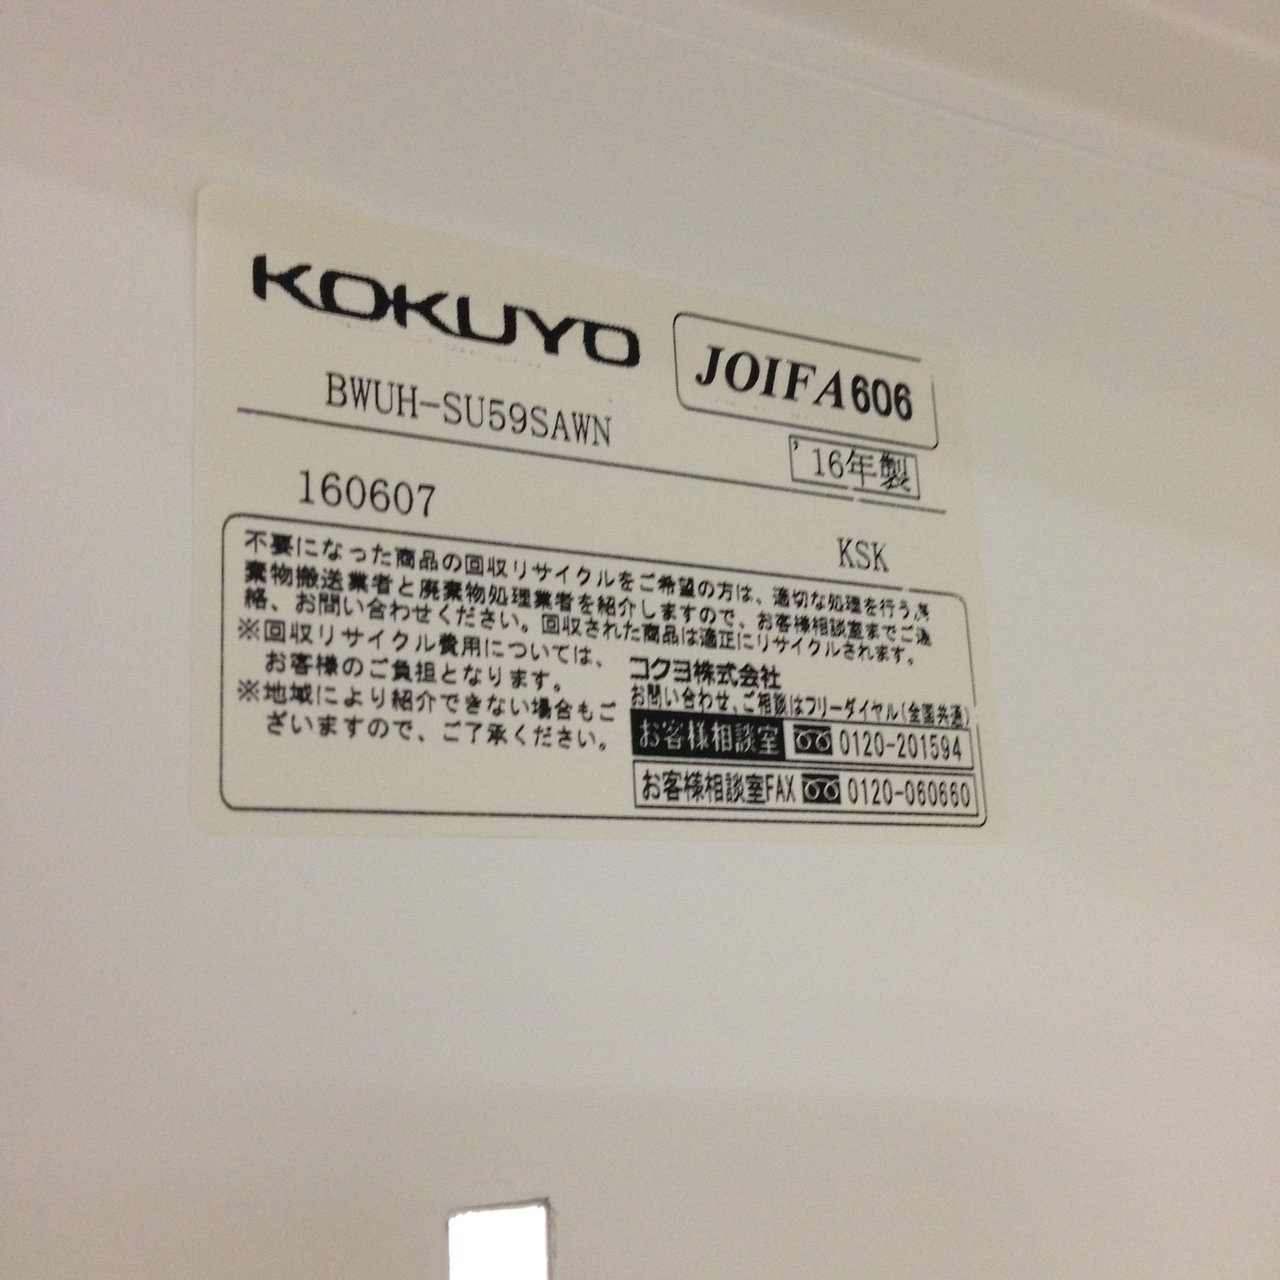 KOKUYO
JOIFA606
BWUH-SU59SAWN
'16年製
160607
KSK
不要になった商品の回収リサイクルをご希望の方は、適切な処理を行う廃
棄物搬送業者と廃棄物処理業者を紹介しますので、お客様相談室までご連
絡、お問い合わせください。回収された商品は適正にリサイクルされます。
※回収リサイクル費用については、
お客様のご負担となります。
※地域により紹介できない場合もご
ざいますので、ご了承ください。
コクヨ株式会社
お問い合わせ、ご相談はフリーダイヤル(全国共通)
お客様相談室 0120-201594
お客様相談室FAX 0120-060660